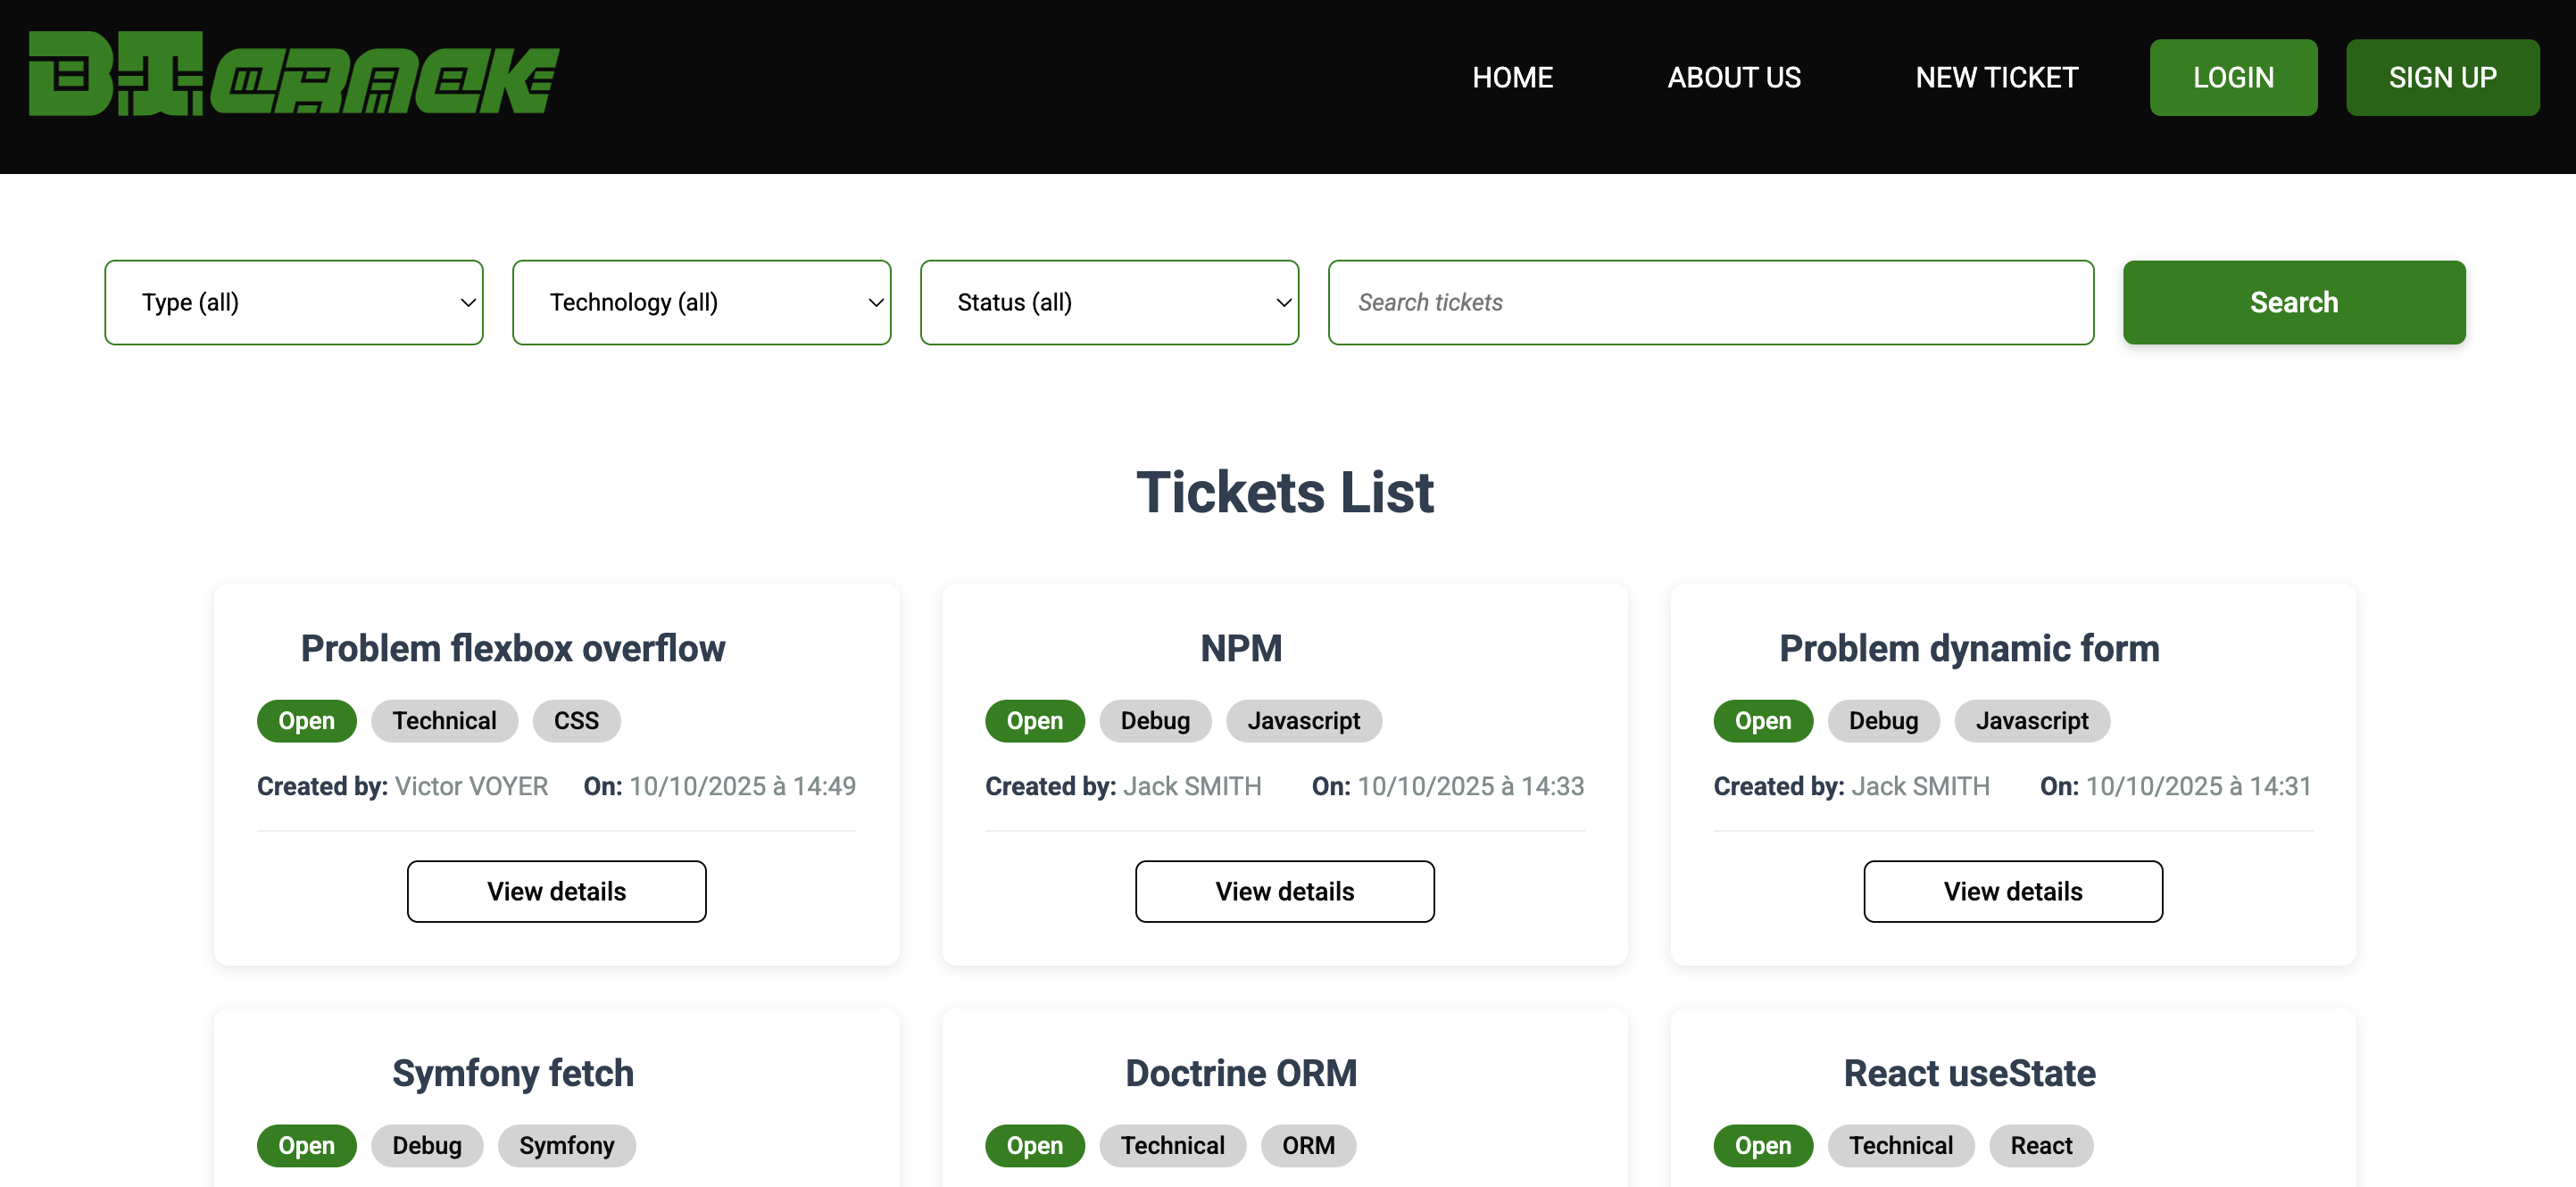 BI CRACK
HOME ABOUT US NEW TICKET LOGIN SIGN UP
Type (all) Technology (all) Status (all) Search tickets Search
Tickets List
Problem flexbox overflow
Open Technical CSS
Created by: Victor VOYER On: 10/10/2025 à 14:49
View details
NPM
Open Debug Javascript
Created by: Jack SMITH On: 10/10/2025 à 14:33
View details
Problem dynamic form
Open Debug Javascript
Created by: Jack SMITH On: 10/10/2025 à 14:31
View details
Symfony fetch
Open Debug Symfony
Doctrine ORM
Open Technical ORM
React useState
Open Technical React